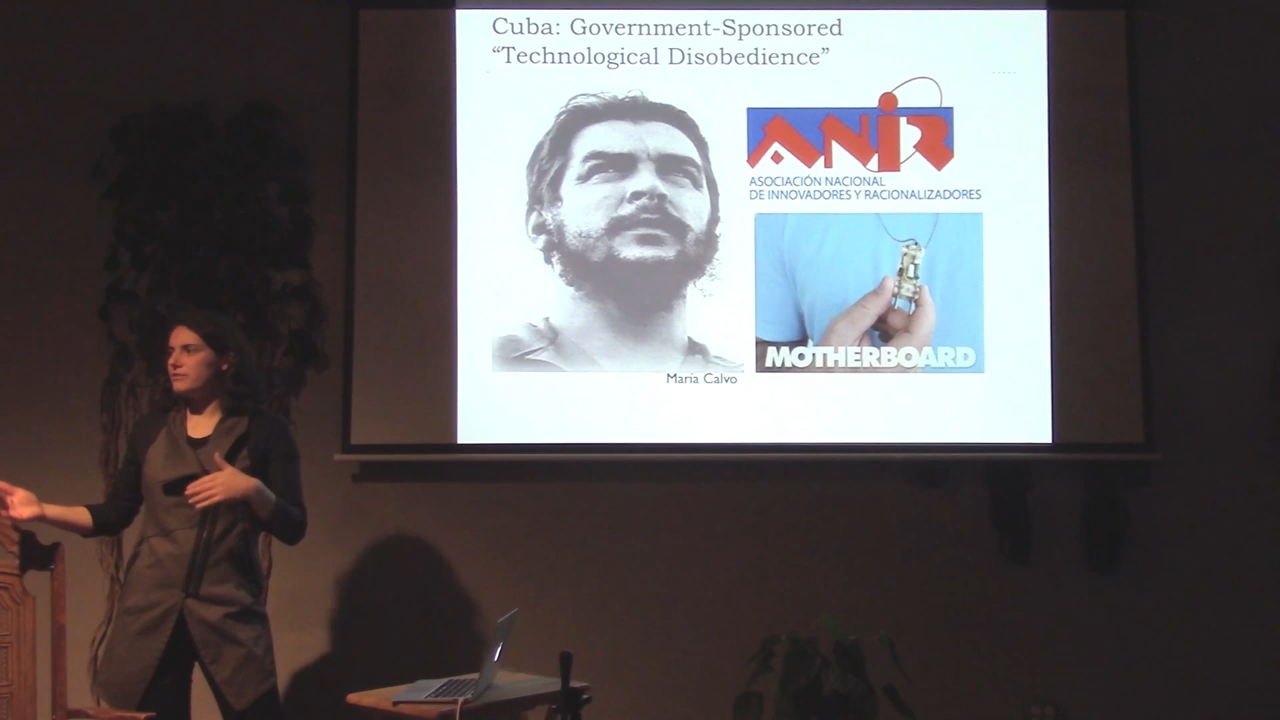 Cuba: Government-Sponsored
“Technological Disobedience”
ANIR
ASOCIACIÓN NACIONAL
DE INNOVADORES Y RACIONALIZADORES
MOTHERBOARD
Maria Calvo